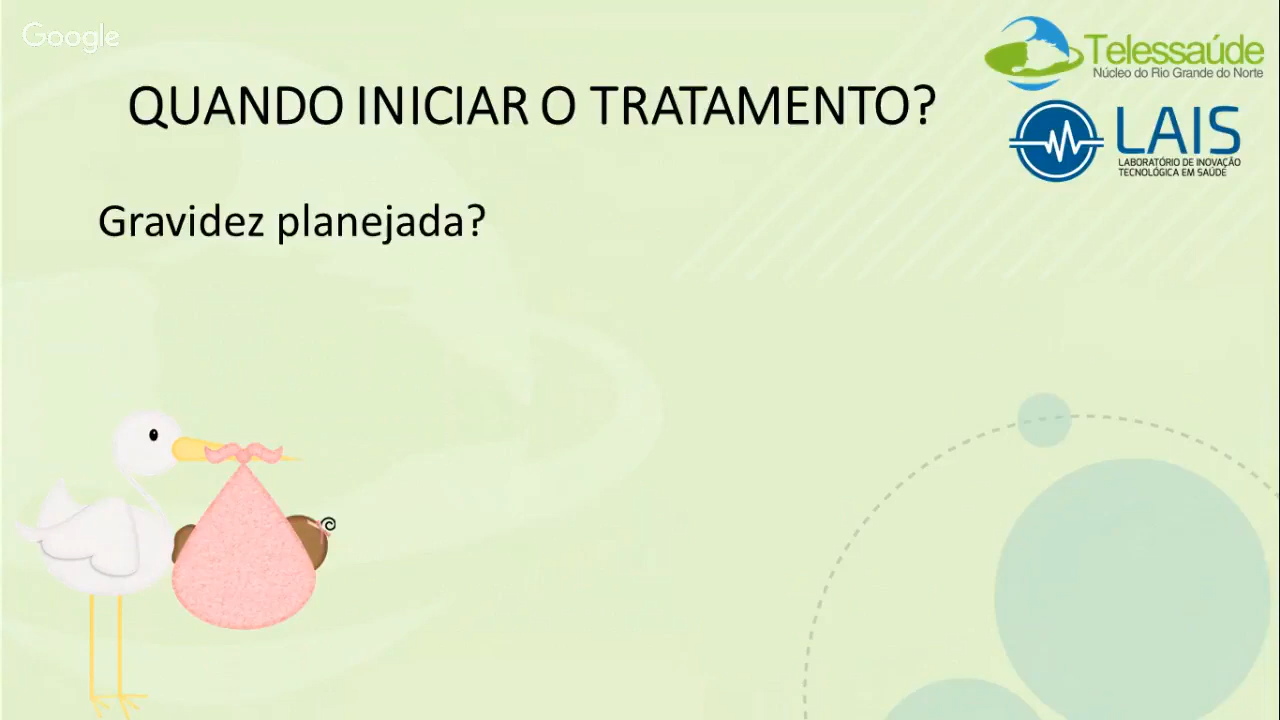 Google
Telessaúde
Núcleo do Rio Grande do Norte
QUANDO INICIAR O TRATAMENTO?
LAIS
LABORATÓRIO DE INOVAÇÃO
TECNOLÓGICA EM SAÚDE
Gravidez planejada?